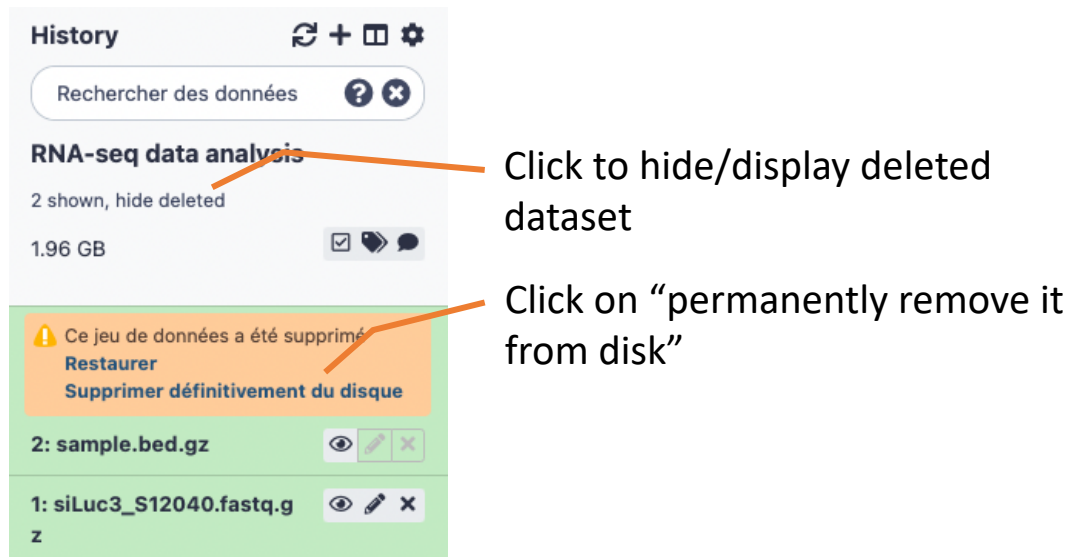 History
Rechercher des données
RNA-seq data analysis
2 shown, hide deleted
1.96 GB
Click to hide/display deleted
dataset
Click on “permanently remove it
from disk”
Ce jeu de données a été supprimé
Restaurer
Supprimer définitivement du disque
2: sample.bed.gz
1: siLuc3_S12040.fastq.g
z